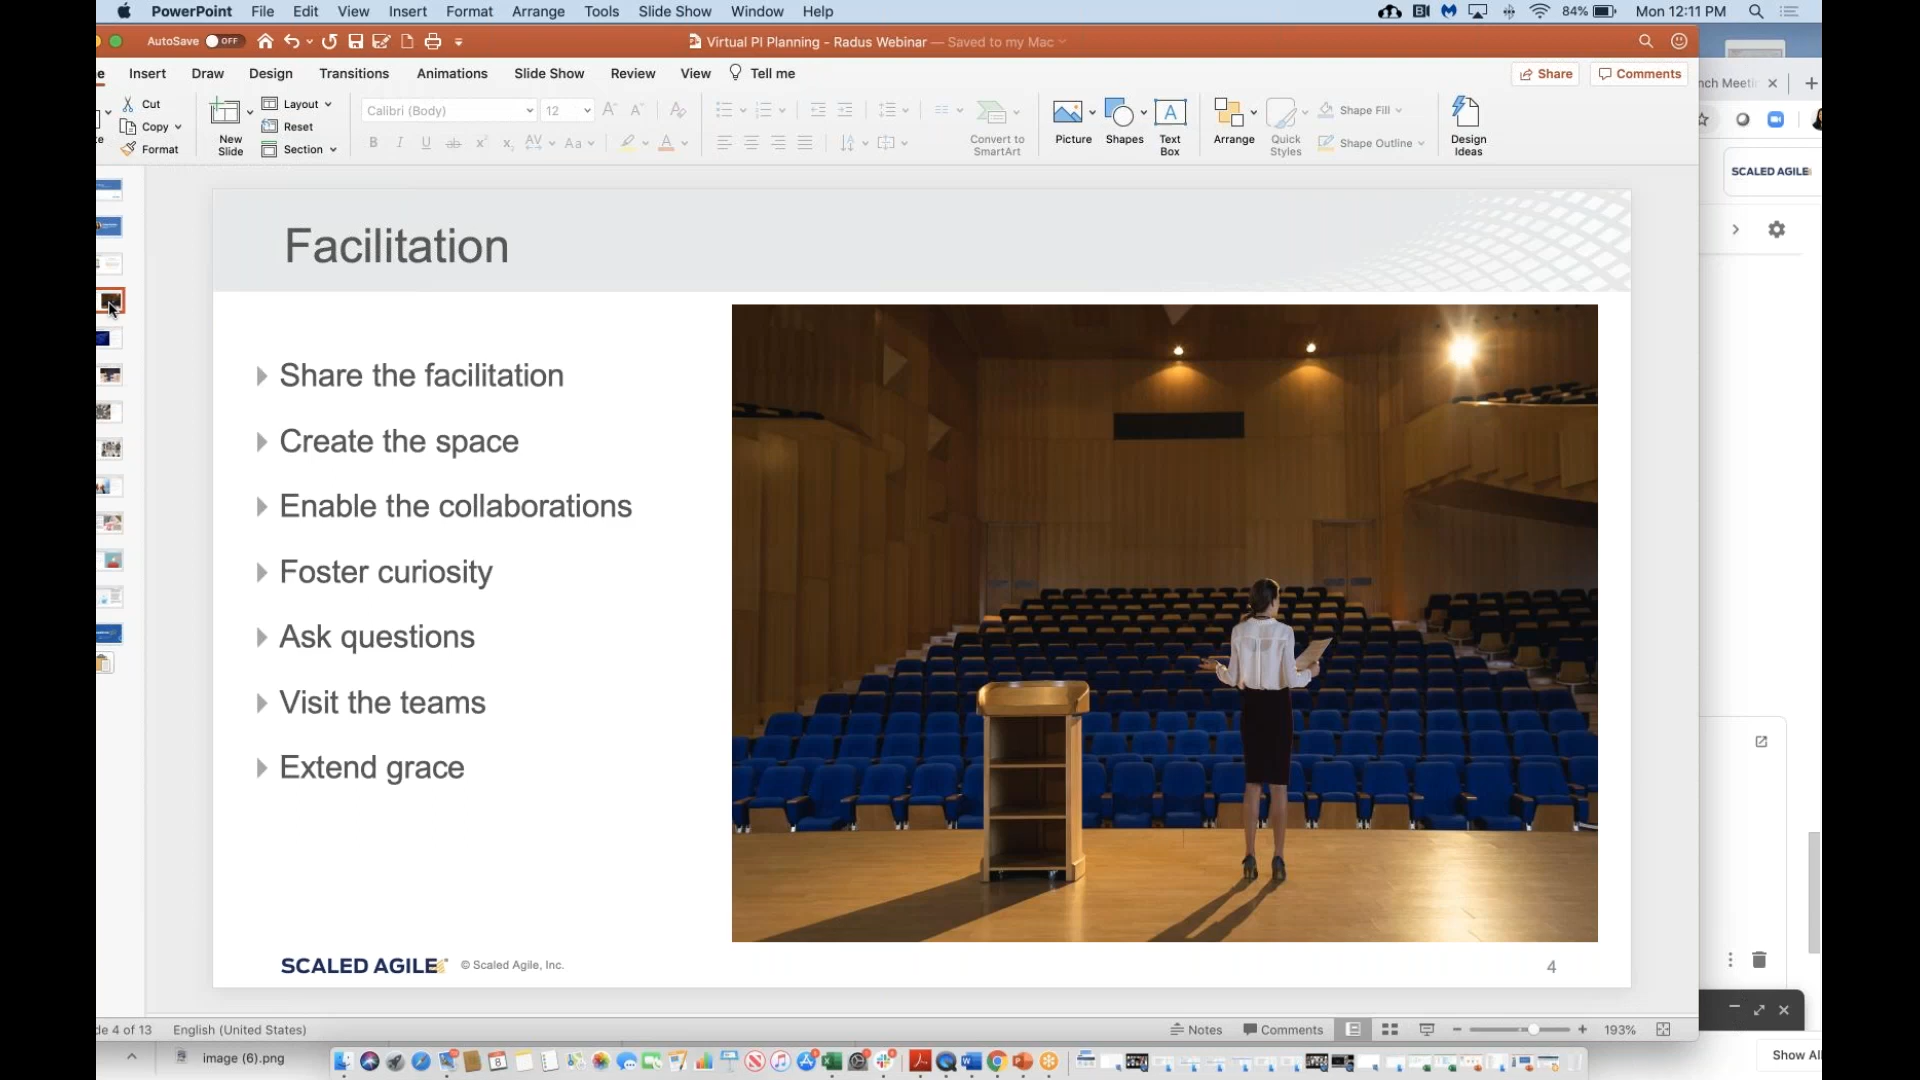 PowerPoint File Edit View Insert Format Arrange Tools Slide Show Window Help 84% Mon 12:11 PM
AutoSave OFF Virtual PI Planning - Radus Webinar — Saved to my Mac
Insert Draw Design Transitions Animations Slide Show Review View Tell me Share Comments
Cut
Copy
Format
New Slide
Layout
Reset
Section
Calibri (Body) 12
Convert to SmartArt
Picture
Shapes
Text Box
Arrange
Quick Styles
Shape Fill
Shape Outline
Design Ideas
SCALED AGILE
Facilitation
Share the facilitation
Create the space
Enable the collaborations
Foster curiosity
Ask questions
Visit the teams
Extend grace
SCALED AGILE © Scaled Agile, Inc. 4
de 4 of 13 English (United States) Notes Comments 193%
image (6).png Show All